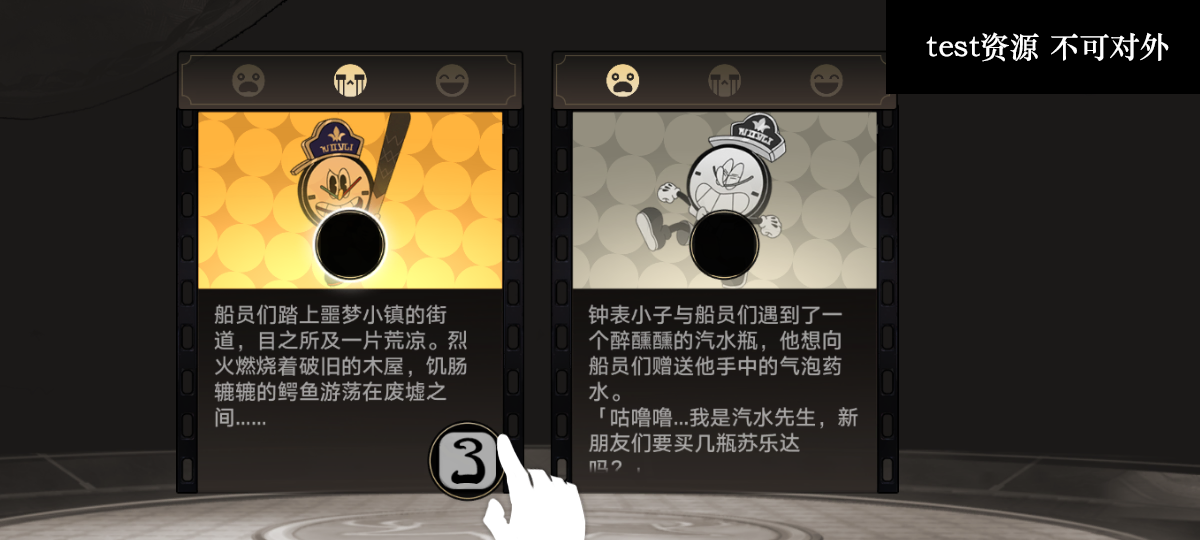 test资源 不可对外
船员们踏上噩梦小镇的街
道，目之所及一片荒凉。烈
火燃烧着破旧的木屋，饥肠
辘辘的鳄鱼游荡在废墟之
间……
3
钟表小子与船员们遇到了一
个醉醺醺的汽水瓶，他想向
船员们赠送他手中的气泡药
水。
「咕噜噜…我是汽水先生，新
朋友们要买几瓶苏乐达
吗？